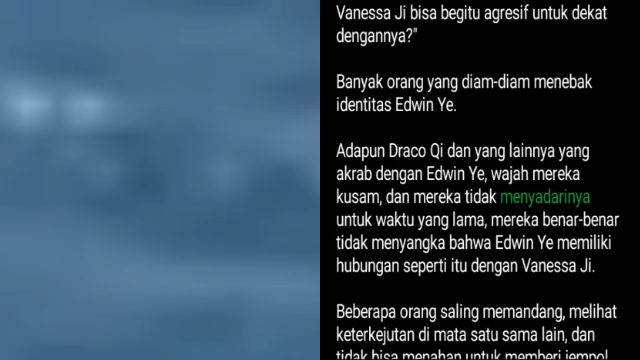 Vanessa Ji bisa begitu agresif untuk dekat
dengannya?"
Banyak orang yang diam-diam menebak
identitas Edwin Ye.
Adapun Draco Qi dan yang lainnya yang
akrab dengan Edwin Ye, wajah mereka
kusam, dan mereka tidak menyadarinya
untuk waktu yang lama, mereka benar-benar
tidak menyangka bahwa Edwin Ye memiliki
hubungan seperti itu dengan Vanessa Ji.
Beberapa orang saling memandang, melihat
keterkejutan di mata satu sama lain, dan
tidak bisa menahan untuk memberi jempol